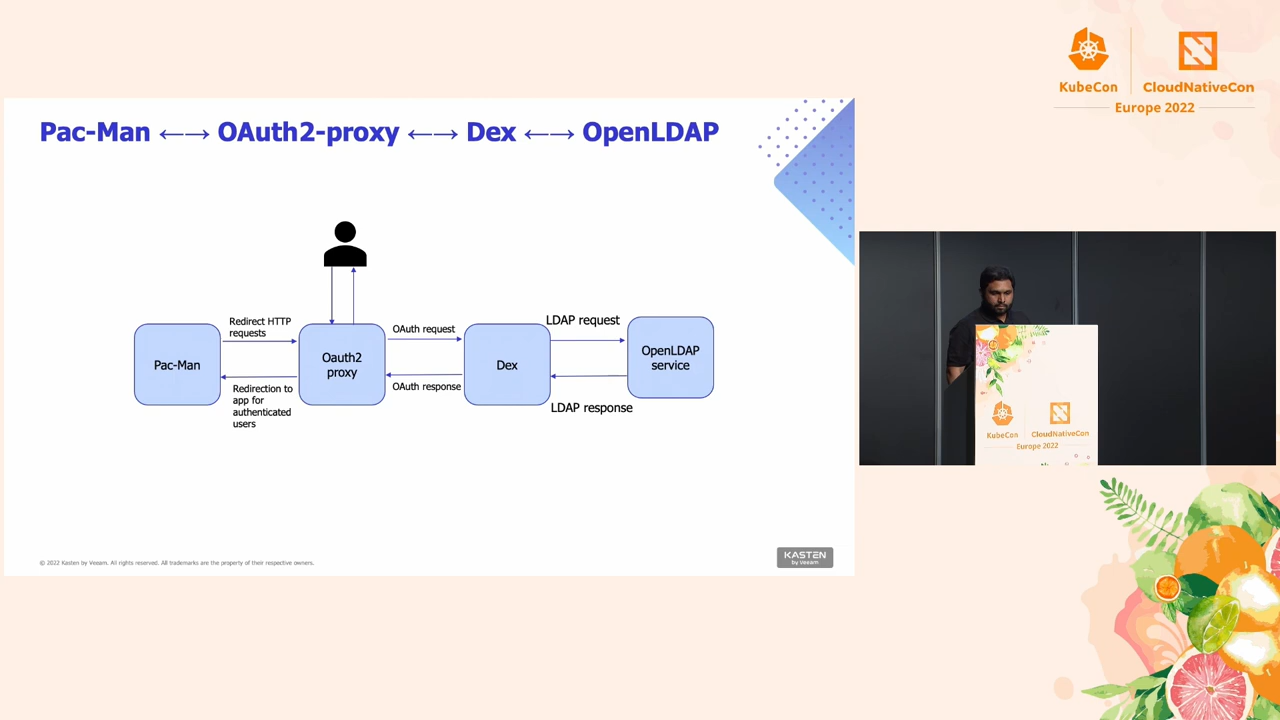 KubeCon
CloudNativeCon
Europe 2022
Pac-Man ←→ OAuth2-proxy ←→ Dex ←→ OpenLDAP
Redirect HTTP
requests
OAuth request
LDAP request
Pac-Man
Oauth2
proxy
Dex
OpenLDAP
service
Redirection to
app for
authenticated
users
OAuth response
LDAP response
© 2022 Kasten by Veeam. All rights reserved. All trademarks are the property of their respective owners.
KASTEN
by Veeam
KubeCon
CloudNativeCon
Europe 2022